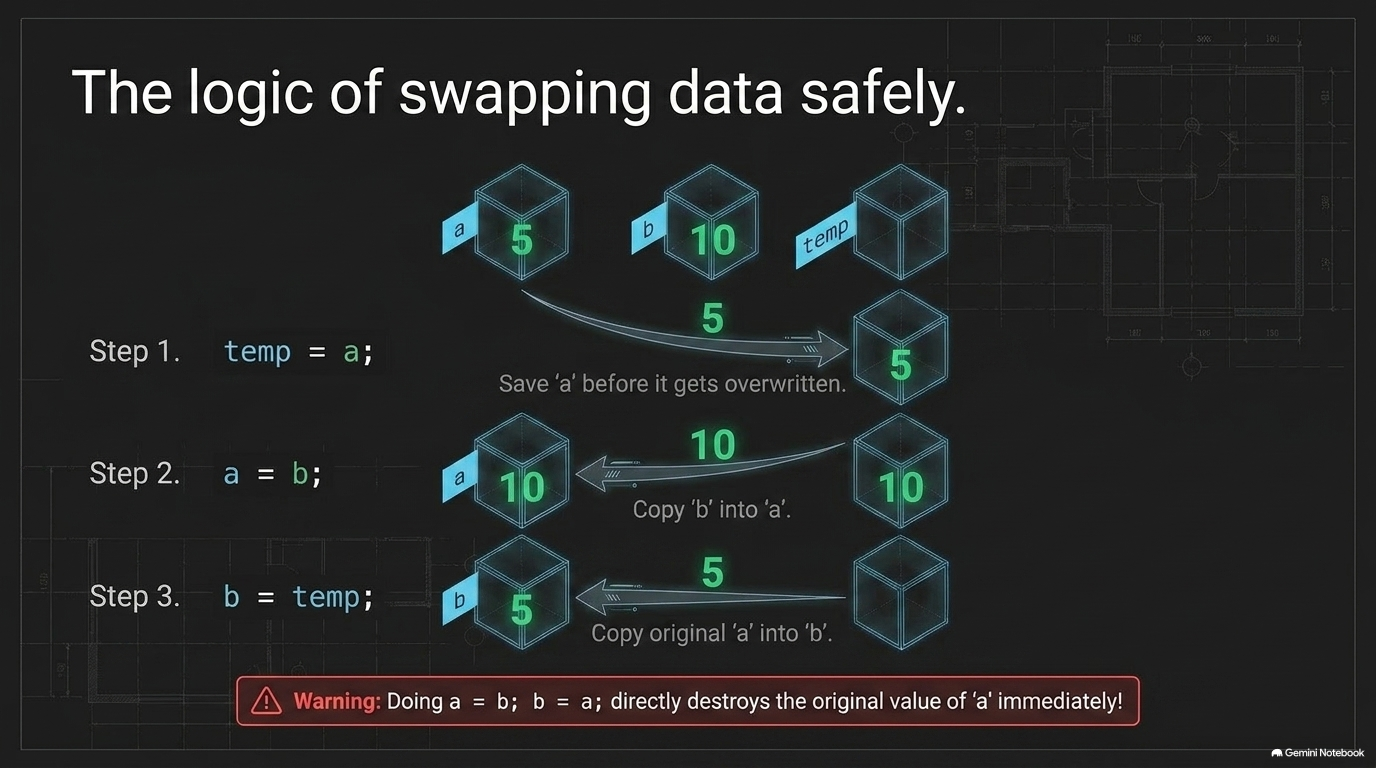 The logic of swapping data safely.
a 5 b 10 temp
5
Step 1. temp = a; 5
Save ‘a’ before it gets overwritten.
10
Step 2. a = b; a 10 10
Copy ‘b’ into ‘a’.
5
Step 3. b = temp; b 5
Copy original ‘a’ into ‘b’.
Warning: Doing a = b; b = a; directly destroys the original value of ‘a’ immediately!
Gemini Notebook